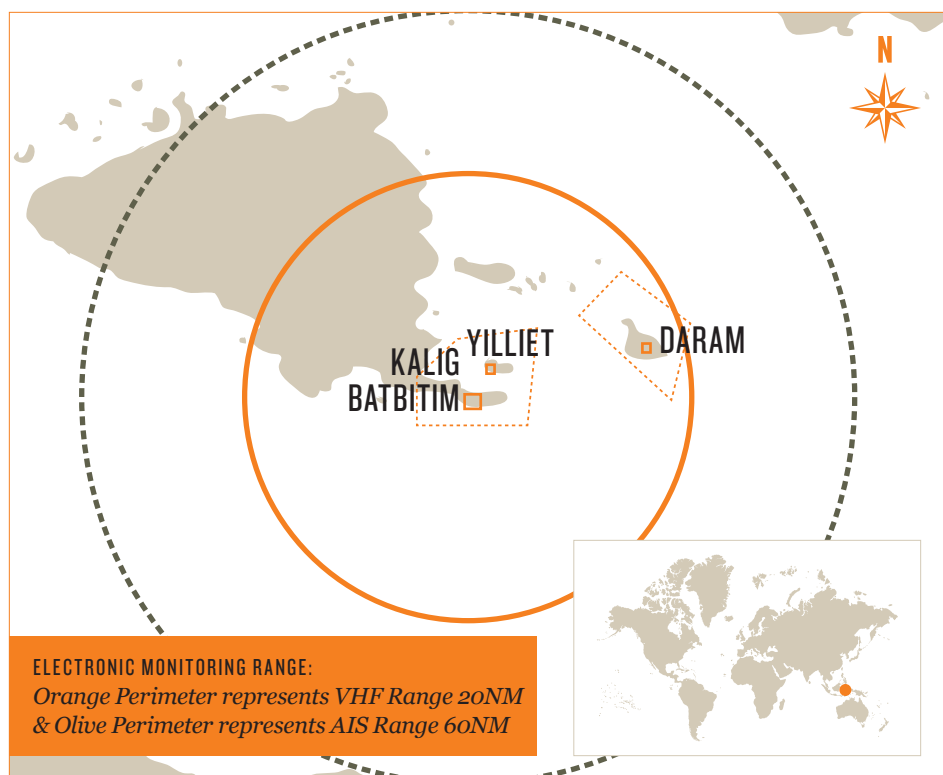 N
YILLIET
KALIG
BATBITIM
DARAM
ELECTRONIC MONITORING RANGE:
Orange Perimeter represents VHF Range 20NM
& Olive Perimeter represents AIS Range 60NM